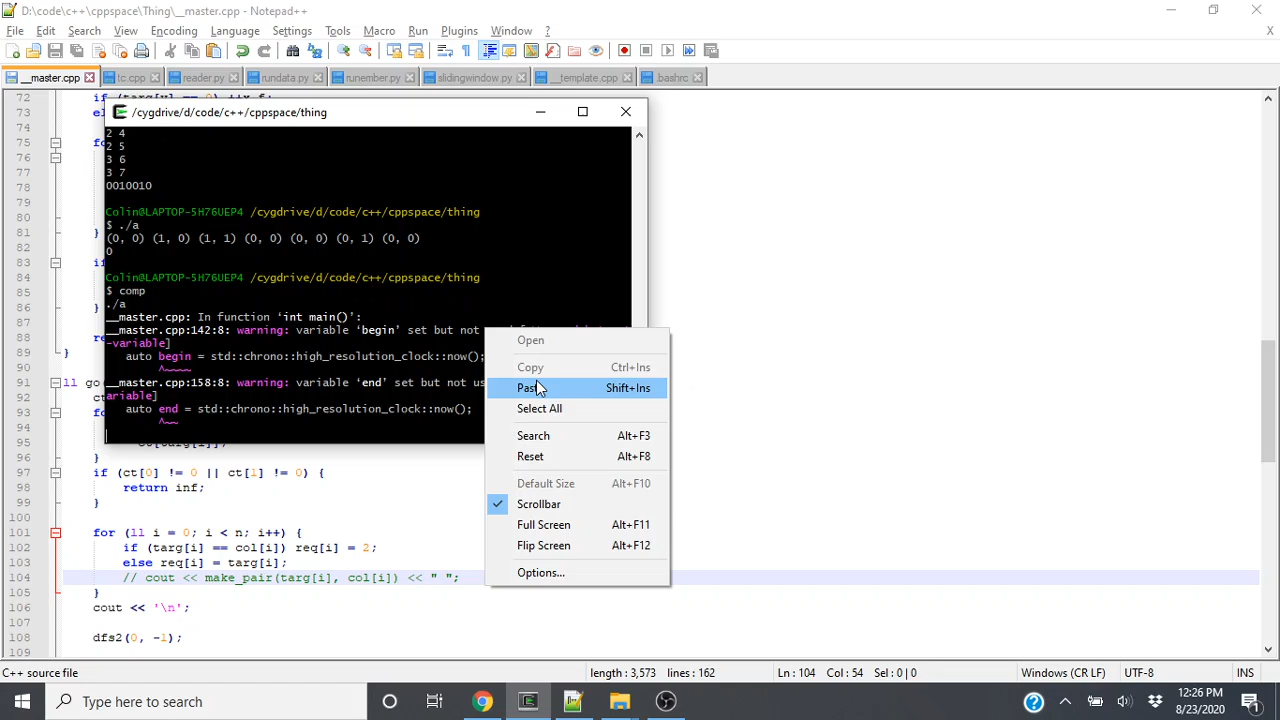 D:\code\c++\cppspace\Thing\__master.cpp - Notepad++
File Edit Search View Encoding Language Settings Tools Macro Run Plugins Window ? X
__master.cpp tc.cpp reader.py rundata.py runember.py slidingwindow.py __template.cpp .bashrc
72
73
74
75
76
77
78
79
80
81 }
82
83
84
85
86 }
87
88
89 }
90
91 ll go
92
93
94
95
96 }
97 if (ct[0] != 0 || ct[1] != 0) {
98 return inf;
99 }
100
101 for (ll i = 0; i < n; i++) {
102 if (targ[i] == col[i]) req[i] = 2;
103 else req[i] = targ[i];
104 // cout << make_pair(targ[i], col[i]) << " ";
105 }
106 cout << '\n';
107
108 dfs2(0, -1);
109
/cygdrive/d/code/c++/cppspace/thing
2 4
2 5
3 6
3 7
0010010
Colin@LAPTOP-5H76UEP4 /cygdrive/d/code/c++/cppspace/thing
$ ./a
(0, 0) (1, 0) (1, 1) (0, 0) (0, 0) (0, 1) (0, 0)
0
Colin@LAPTOP-5H76UEP4 /cygdrive/d/code/c++/cppspace/thing
$ comp
./a
__master.cpp: In function ‘int main()’:
__master.cpp:142:8: warning: variable ‘begin’ set but not
-variable]
auto begin = std::chrono::high_resolution_clock::now();
^~~~~
__master.cpp:158:8: warning: variable ‘end’ set but not us
ariable]
auto end = std::chrono::high_resolution_clock::now();
^~~
Open
Copy Ctrl+Ins
Paste Shift+Ins
Select All
Search Alt+F3
Reset Alt+F8
Default Size Alt+F10
Scrollbar
Full Screen Alt+F11
Flip Screen Alt+F12
Options...
C++ source file length : 3,573 lines : 162 Ln : 104 Col : 54 Sel : 0 | 0 Windows (CR LF) UTF-8 INS
Type here to search
12:26 PM
8/23/2020
1